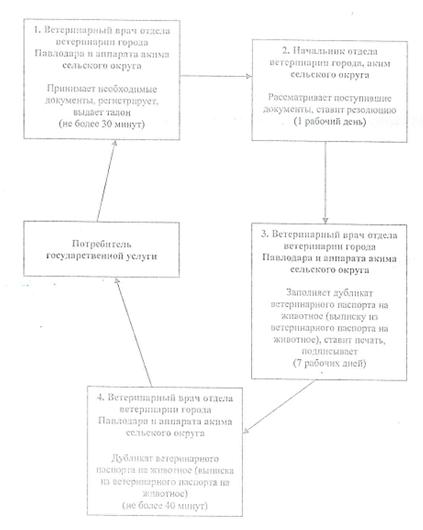 1. Ветеринарный врач отдела
ветеринарии города
Павлодара и аппарата акима
сельского округа
Принимает необходимые
документы, регистрирует,
выдает талон
(не более 30 минут)
2. Начальник отдела
ветеринарии города, аким
сельского округа
Рассматривает поступившие
документы, ставит резолюцию
(1 рабочий день)
Потребитель
государственной услуги
3. Ветеринарный врач отдела
ветеринарии города
Павлодара и аппарата акима
сельского округа
Заполняет дубликат
ветеринарного паспорта на
животное (выписку из
ветеринарного паспорта на
животное), ставит печать,
подписывает
(7 рабочих дней)
4. Ветеринарный врач отдела
ветеринарии города
Павлодара и аппарата акима
сельского округа
Дубликат ветеринарного
паспорта на животное (выписка
из ветеринарного паспорта на
животное)
(не более 40 минут)